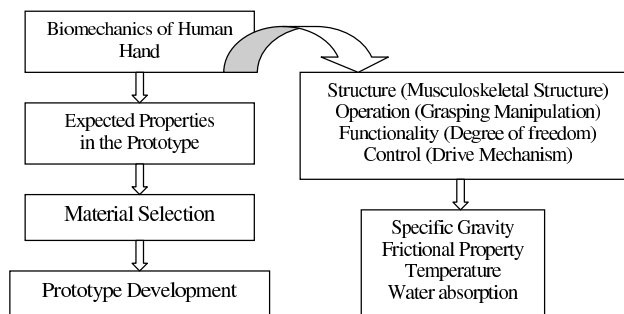 Biomechanics of Human
Hand
Expected Properties
in the Prototype
Material Selection
Prototype Development
Structure (Musculoskeletal Structure)
Operation (Grasping Manipulation)
Functionality (Degree of freedom)
Control (Drive Mechanism)
Specific Gravity
Frictional Property
Temperature
Water absorption